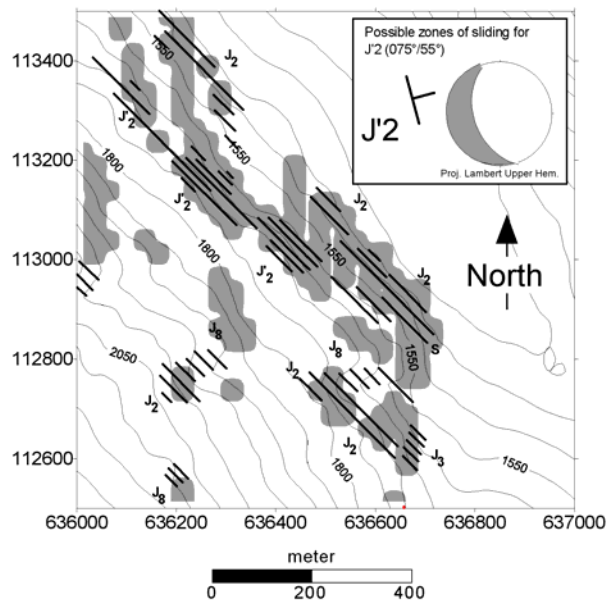 113400
113200
113000
112800
112600
636000 636200 636400 636600 636800 637000
1550
J2
J'2
1550
1800
J'2
1800
J'2
J2
1550
J2
S
J8
J8
2050
J2
J2
J2
1550
J3
J8
1800
1550
Possible zones of sliding for
J'2 (075°/55°)
J'2
Proj. Lambert Upper Hem.
North
meter
0 200 400